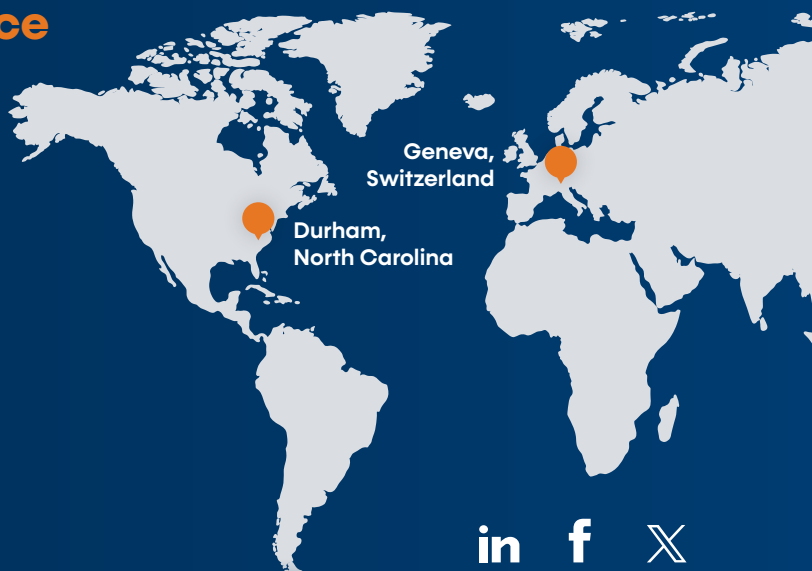 ce
Geneva,
Switzerland
Durham,
North Carolina
in f X